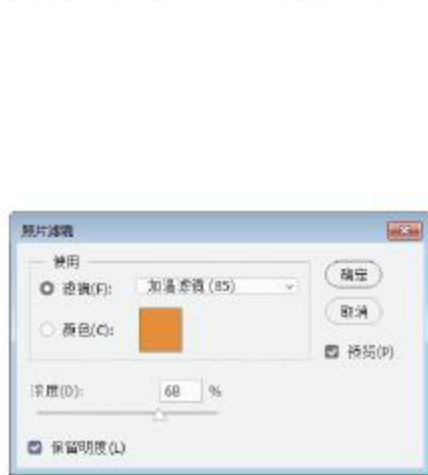 照片滤镜
使用
滤镜(F): 加温滤镜 (85)
颜色(C):
确定
取消
预览(P)
浓度(D): 68 %
保留明度(L)